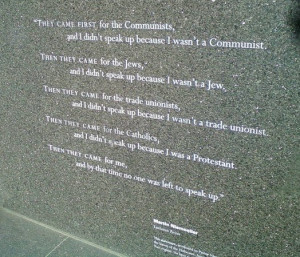 "THEY CAME FIRST for the Communists,
and I didn't speak up because I wasn't a Communist.
THEN THEY CAME for the Jews,
and I didn't speak up because I wasn't a Jew.
THEN THEY CAME for the trade unionists,
and I didn't speak up because I wasn't a trade unionist.
THEN THEY CAME for the Catholics,
and I didn't speak up because I was a Protestant.
THEN THEY CAME for me,
and by that time no one was left to speak up."
Martin Niemoeller